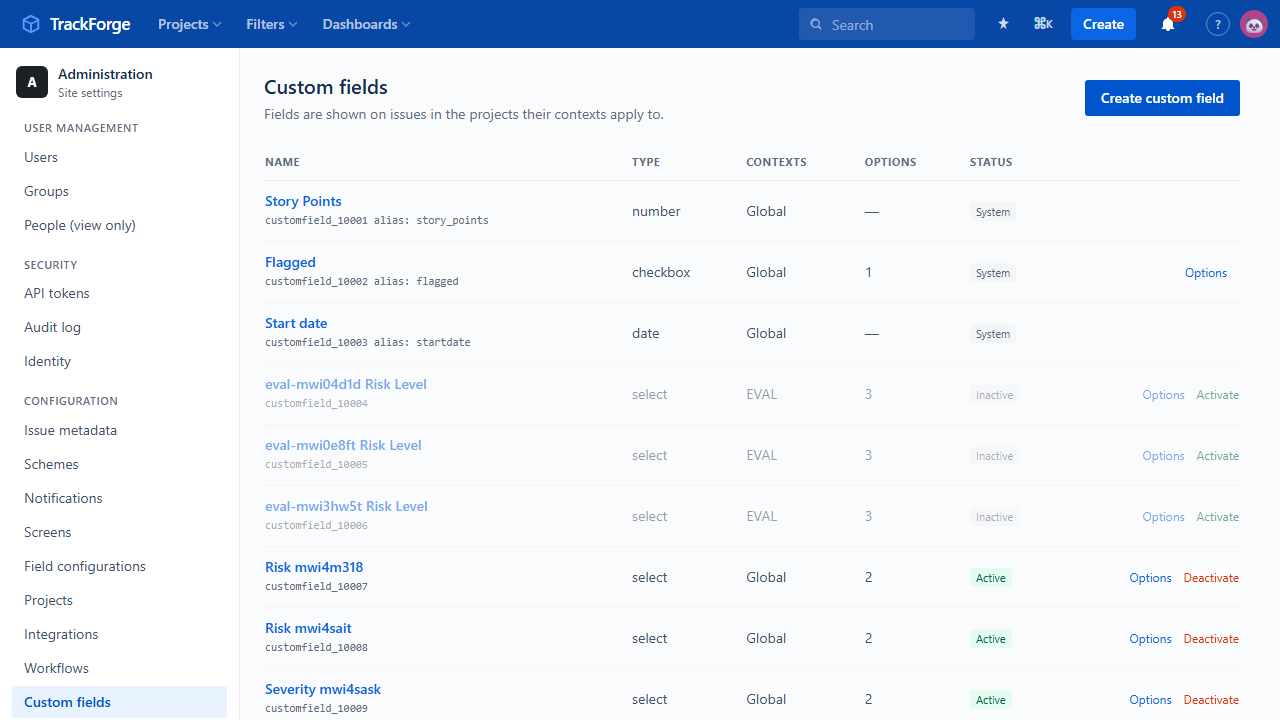 TrackForge Projects Filters Dashboards Search ⌘K Create 13 ?
A Administration
Site settings
USER MANAGEMENT
Users
Groups
People (view only)
SECURITY
API tokens
Audit log
Identity
CONFIGURATION
Issue metadata
Schemes
Notifications
Screens
Field configurations
Projects
Integrations
Workflows
Custom fields
Custom fields
Fields are shown on issues in the projects their contexts apply to.
Create custom field
NAME TYPE CONTEXTS OPTIONS STATUS
Story Points
customfield_10001 alias: story_points
number Global — System
Flagged
customfield_10002 alias: flagged
checkbox Global 1 System Options
Start date
customfield_10003 alias: startdate
date Global — System
eval-mwi04d1d Risk Level
customfield_10004
select EVAL 3 Inactive Options Activate
eval-mwi0e8ft Risk Level
customfield_10005
select EVAL 3 Inactive Options Activate
eval-mwi3hw5t Risk Level
customfield_10006
select EVAL 3 Inactive Options Activate
Risk mwi4m318
customfield_10007
select Global 2 Active Options Deactivate
Risk mwi4sait
customfield_10008
select Global 2 Active Options Deactivate
Severity mwi4sask
customfield_10009
select Global 2 Active Options Deactivate